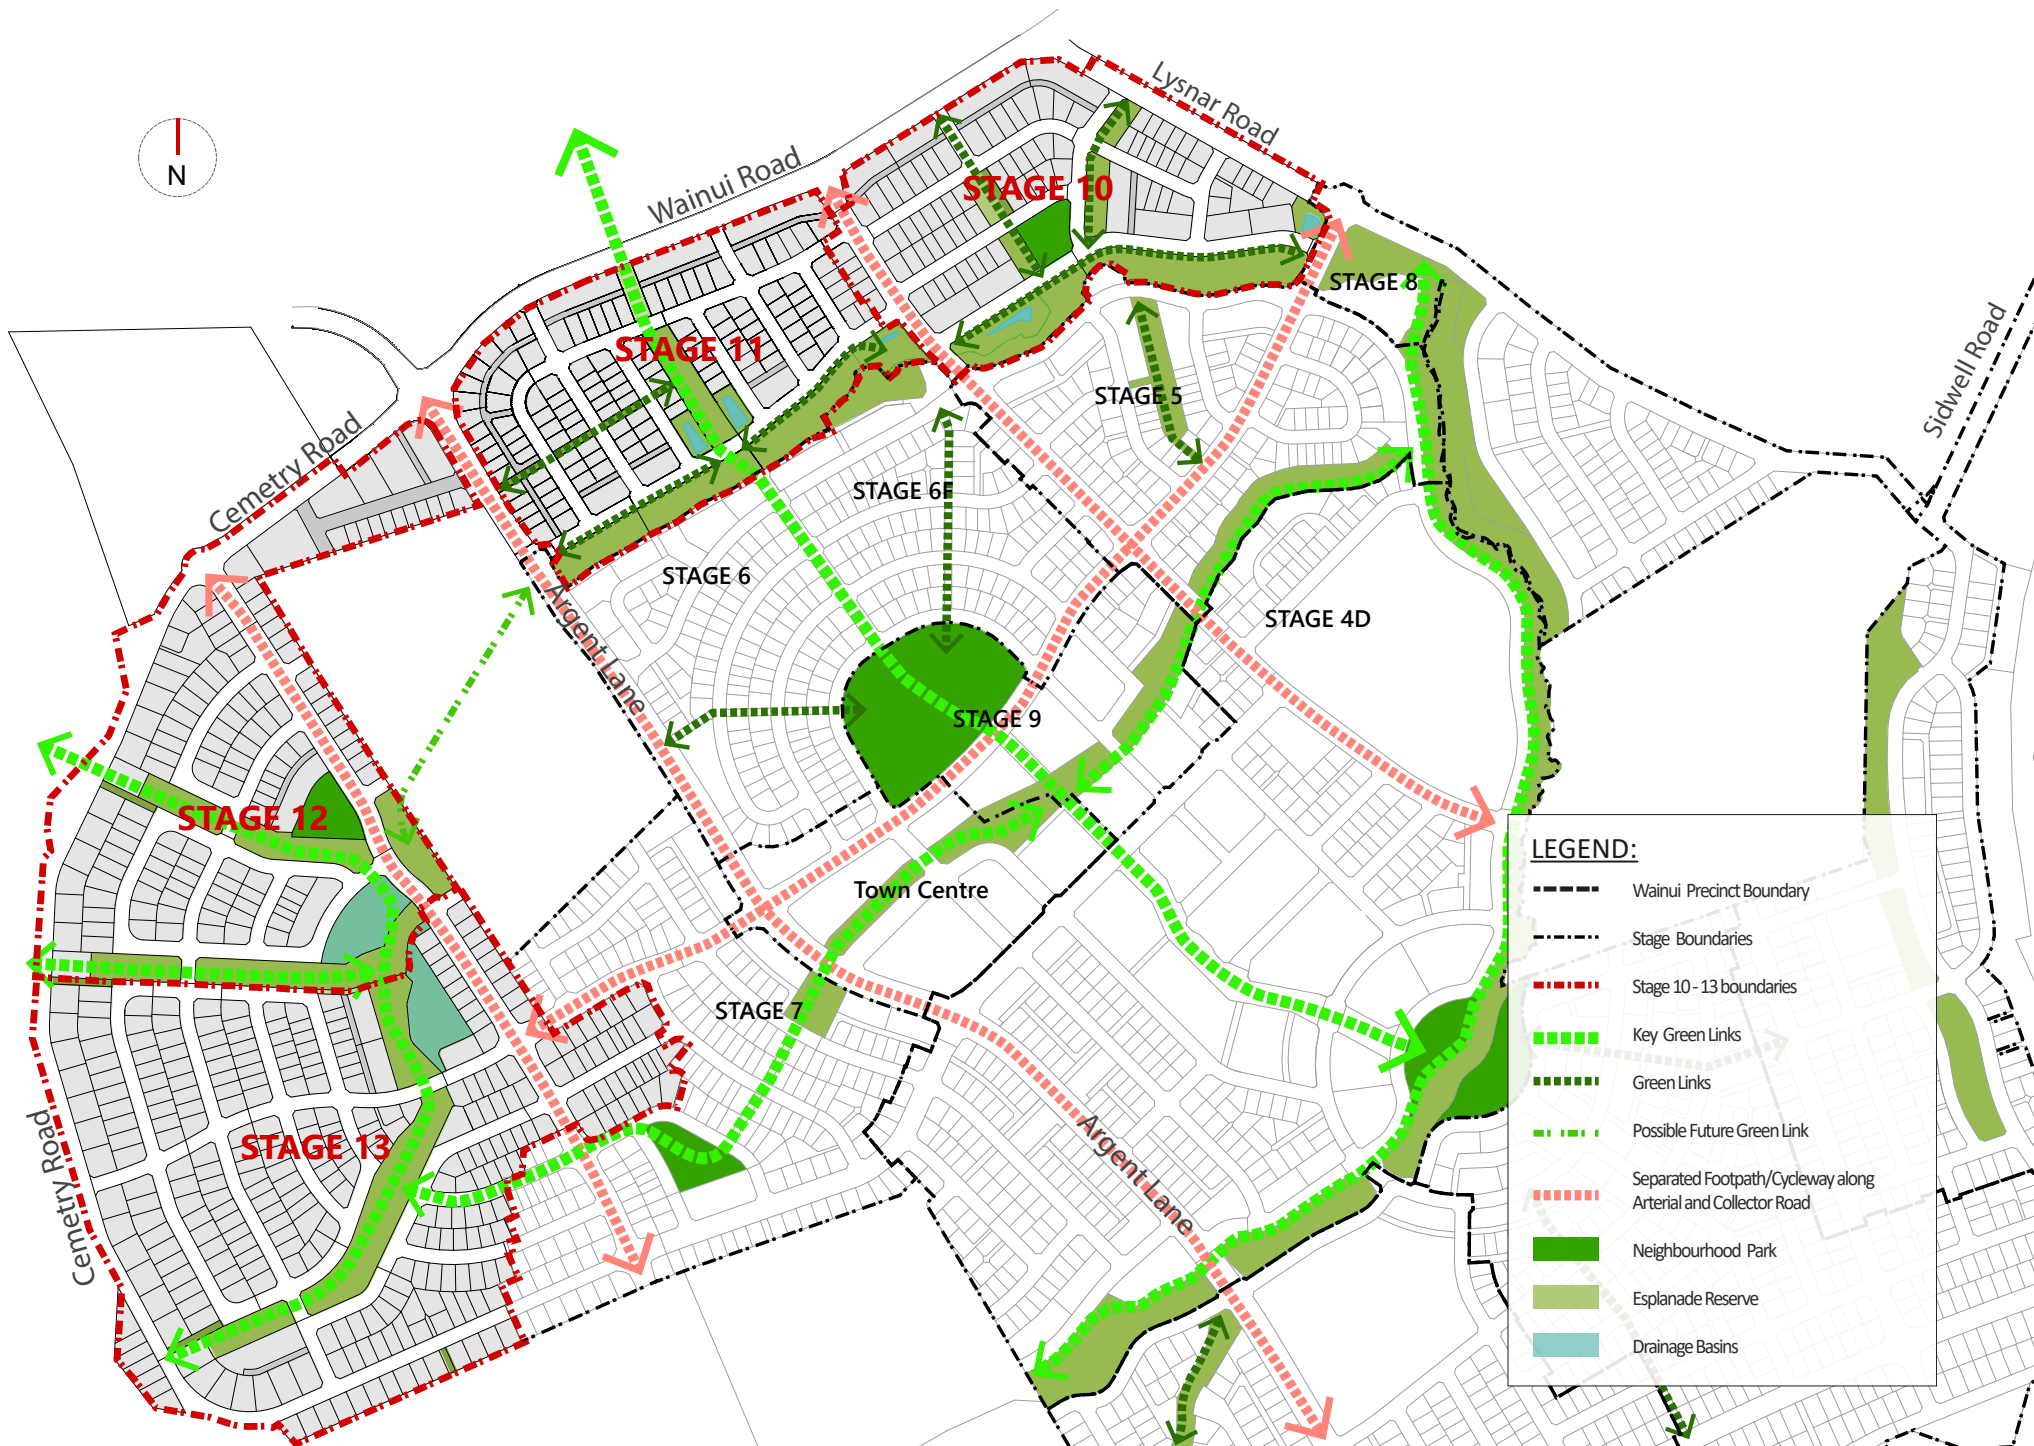 Lysnar Road
N
Wainui Road
STAGE 10
STAGE 8
STAGE 11
Sidwell Road
STAGE 5
Cemetry Road
STAGE 6F
STAGE 6
STAGE 4D
Argent Lane
STAGE 9
STAGE 12
Town Centre
STAGE 7
STAGE 13
Cemetry Road
Argent Lane
LEGEND:
Wainui Precinct Boundary
Stage Boundaries
Stage 10 - 13 boundaries
Key Green Links
Green Links
Possible Future Green Link
Separated Footpath/Cycleway along
Arterial and Collector Road
Neighbourhood Park
Esplanade Reserve
Drainage Basins